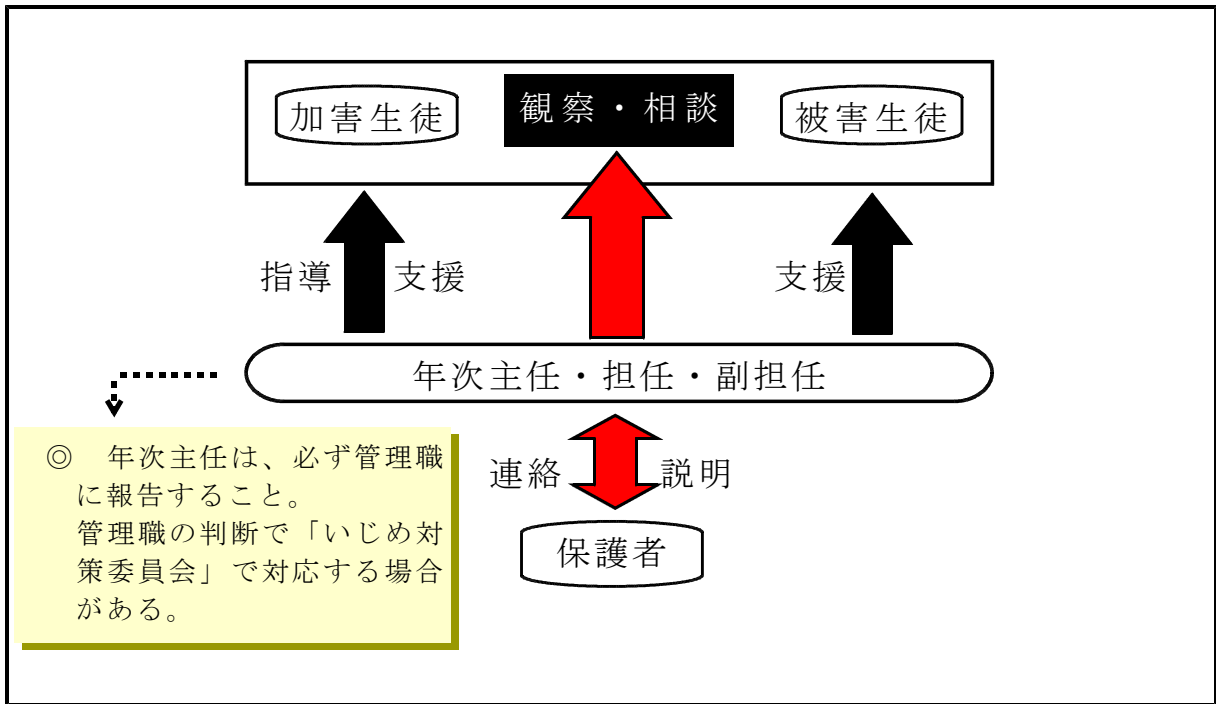 加害生徒
観察・相談
被害生徒
指導
支援
支援
年次主任・担任・副担任
◎　年次主任は、必ず管理職
に報告すること。
管理職の判断で「いじめ対
策委員会」で対応する場合
がある。
連絡
説明
保護者